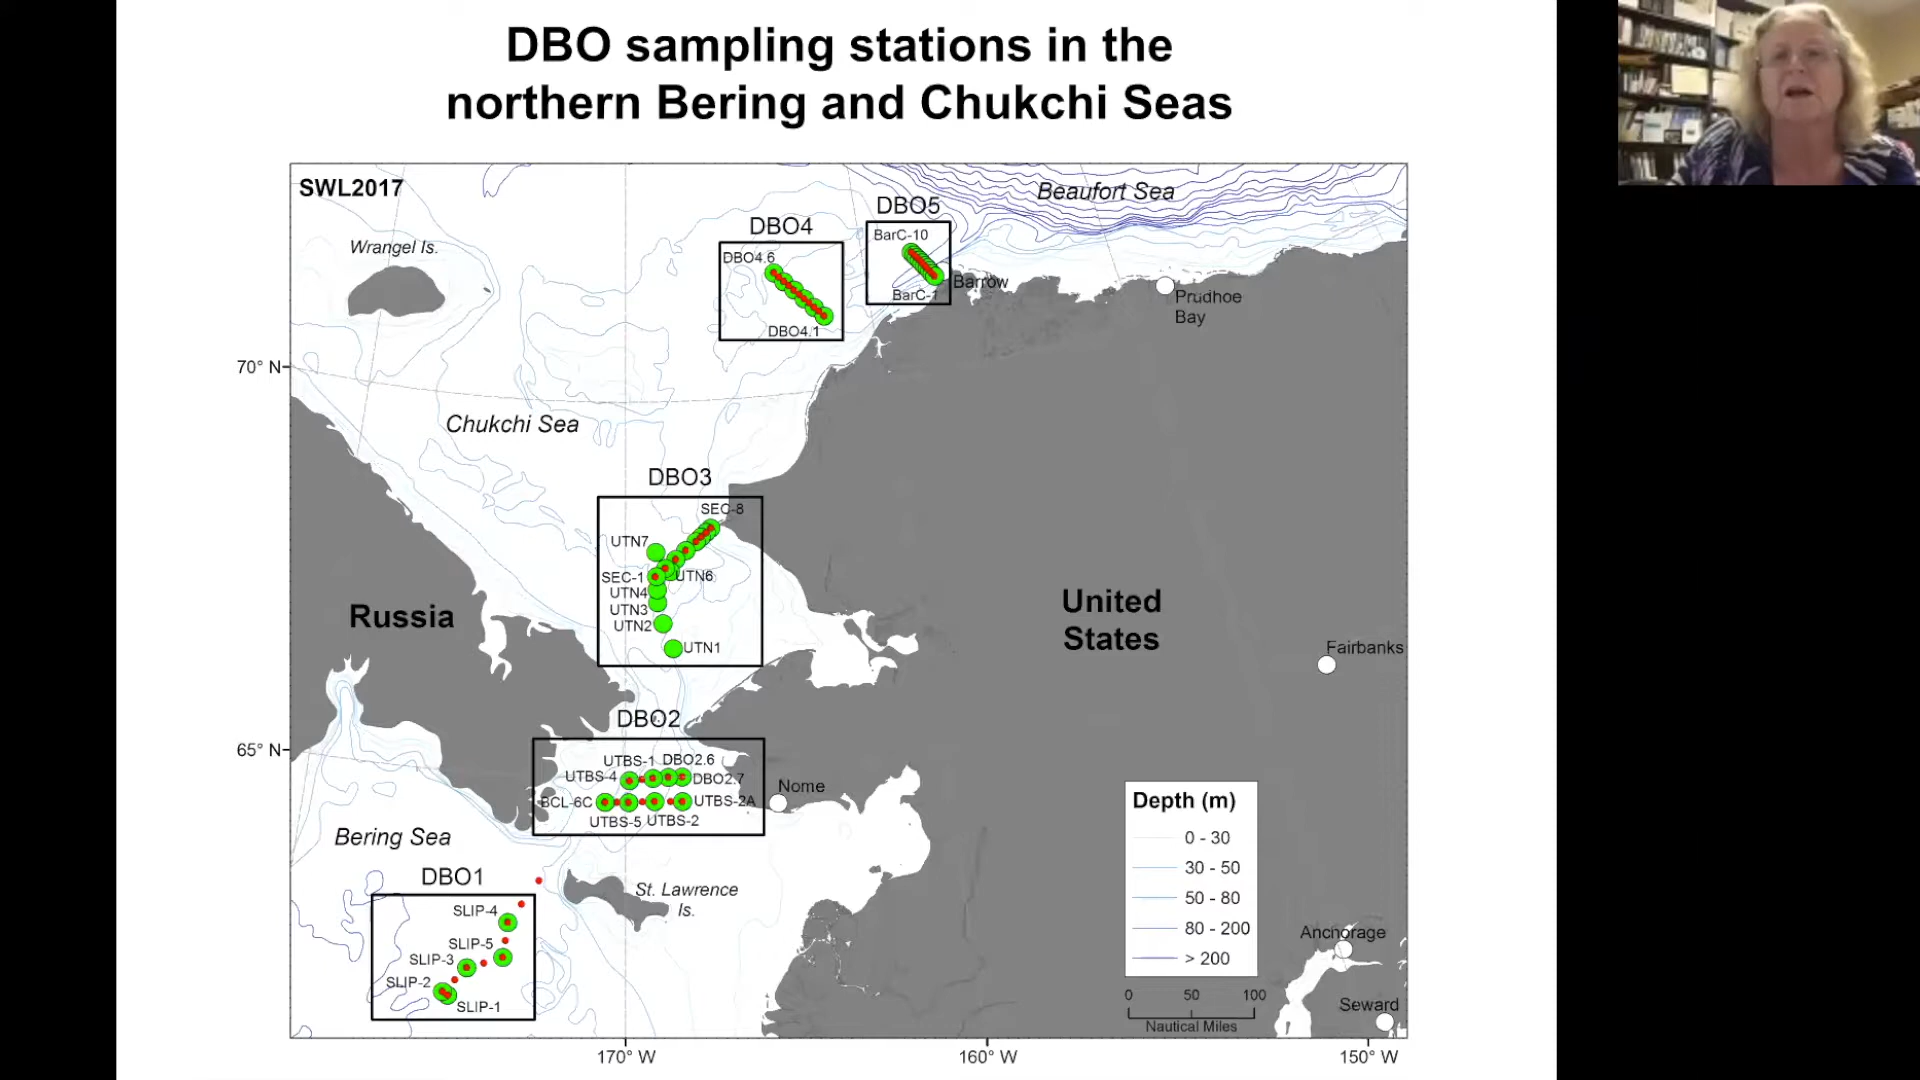 DBO sampling stations in the
northern Bering and Chukchi Seas
SWL2017
Beaufort Sea
DBO5
DBO4
Wrangel Is.
BarC-10
DBO4.6
Barrow
BarC-1
Prudhoe
Bay
DBO4.1
70° N
Chukchi Sea
DBO3
SEC-8
UTN7
SEC-1
UTN6
UTN4
UTN3
UTN2
UTN1
Russia
United
States
Fairbanks
DBO2
65° N
UTBS-1
DBO2.6
UTBS-4
DBO2.7
BCL-6C
UTBS-2A
UTBS-5
UTBS-2
Nome
Bering Sea
DBO1
St. Lawrence
Is.
SLIP-4
SLIP-5
SLIP-3
SLIP-2
SLIP-1
Depth (m)
0 - 30
30 - 50
50 - 80
80 - 200
> 200
0 50 100
Nautical Miles
Anchorage
Seward
170° W
160° W
150° W